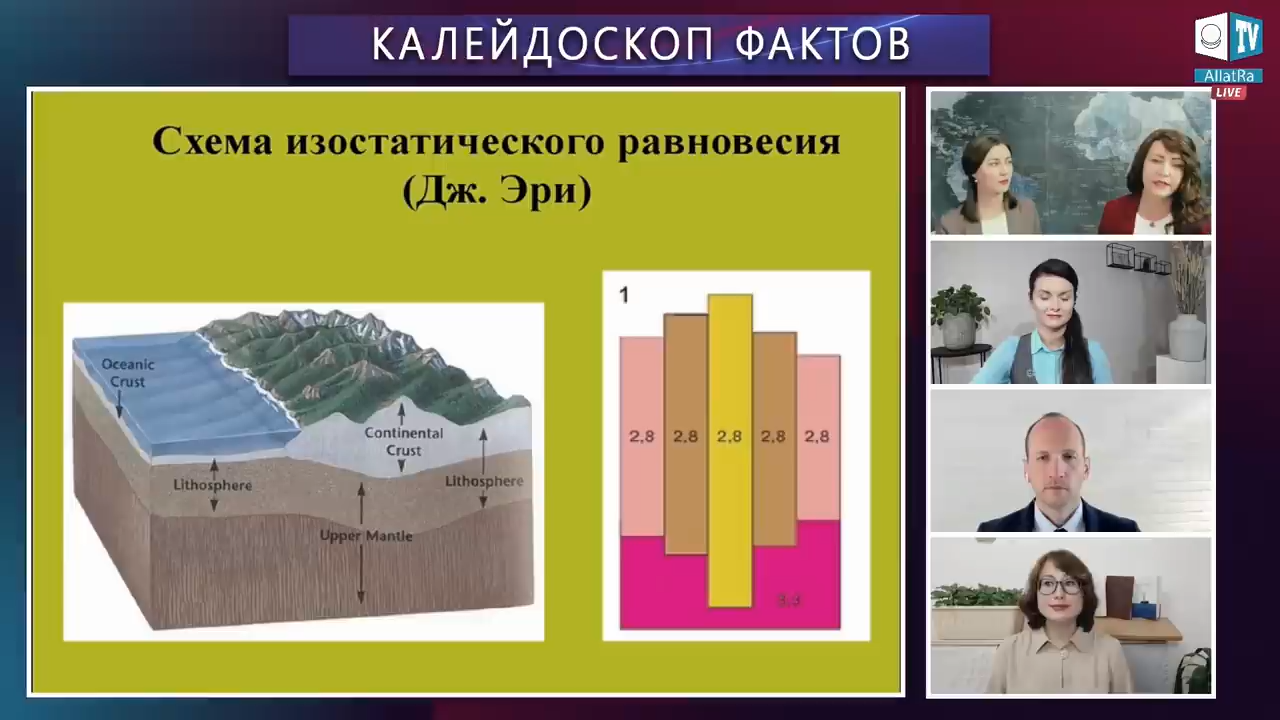 КАЛЕЙДОСКОП ФАКТОВ
TV
AllatRa
LIVE
Схема изостатического равновесия
(Дж. Эри)
Oceanic
Crust
Continental
Crust
Lithosphere
Lithosphere
Upper Mantle
1
2,8 2,8 2,8 2,8 2,8
3,3